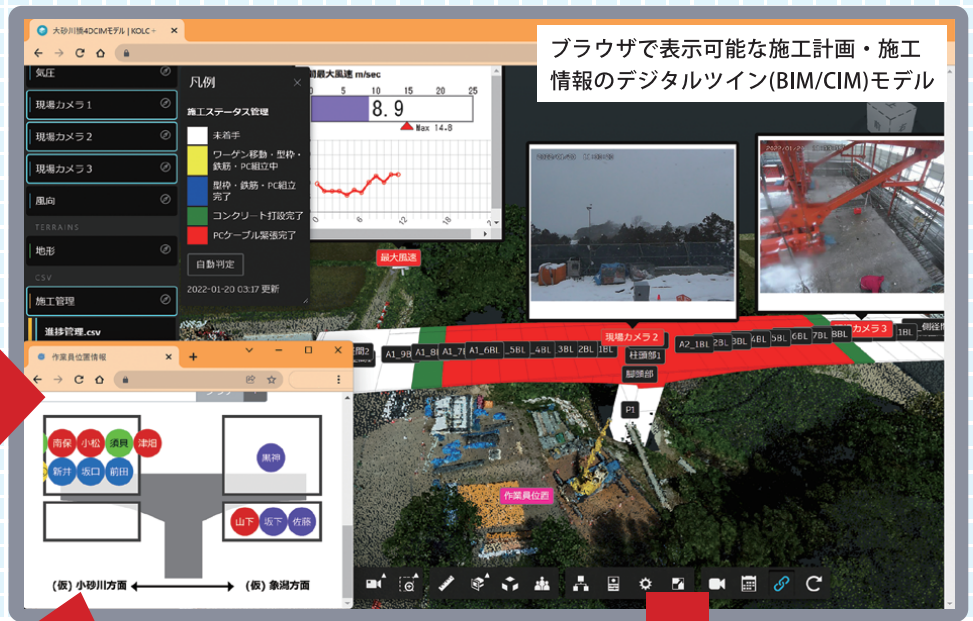 大砂川橋4DCIMモデル | KOLC+
ブラウザで表示可能な施工計画・施工
情報のデジタルツイン(BIM/CIM)モデル
気圧
現場カメラ1
現場カメラ2
現場カメラ3
風向
TERRAINS
地形
CSV
施工管理
進捗管理.csv
凡例
施工ステータス管理
未着手
ワーゲン移動・型枠・
鉄筋・PC組立中
型枠・鉄筋・PC組立
完了
コンクリート打設完了
PCケーブル緊張完了
自動判定
2022-01-20 03:17 更新
間最大風速 m/sec
5 10 15 20 25
8.9
Max 14.8
0 6 12 18
最大風速
現場カメラ2
現場カメラ3
A1_6BL _5BL _4BL 3BL 2BL 1BL
A2_1BL 2BL 3BL 4BL 5BL 6BL 7BL 8BL
1BL
柱頭部1
脚頭部
P1
作業員位置
作業員位置情報
南保 小松 須貝 津畑
新井 坂口 前田
黒神
山下 坂下 佐藤
(仮) 小砂川方面 (仮) 象潟方面